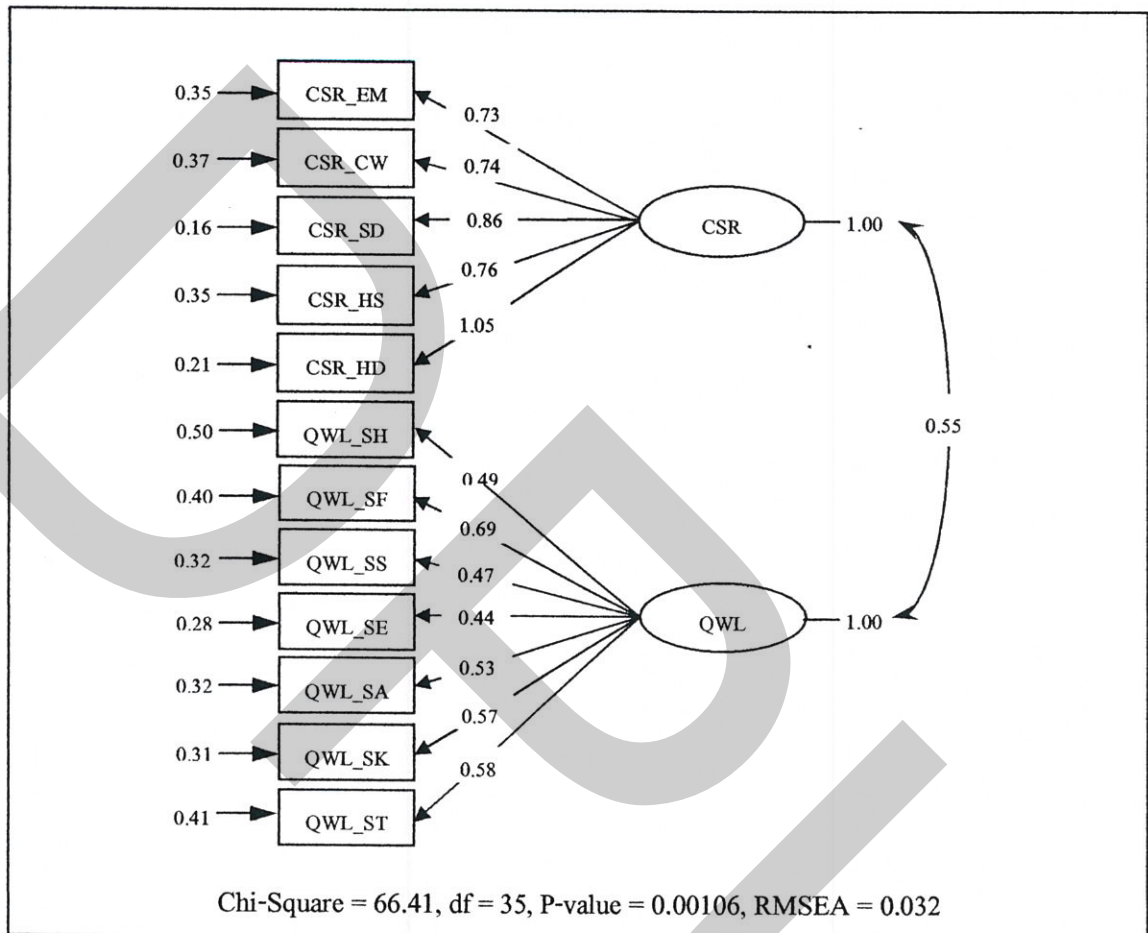 0.35 CSR_EM 0.73
0.37 CSR_CW 0.74
0.16 CSR_SD 0.86 CSR 1.00
0.35 CSR_HS 0.76
0.21 CSR_HD 1.05
0.50 QWL_SH 0.49 0.55
0.40 QWL_SF 0.69
0.32 QWL_SS 0.47
0.28 QWL_SE 0.44 QWL 1.00
0.32 QWL_SA 0.53
0.31 QWL_SK 0.57
0.41 QWL_ST 0.58
Chi-Square = 66.41, df = 35, P-value = 0.00106, RMSEA = 0.032